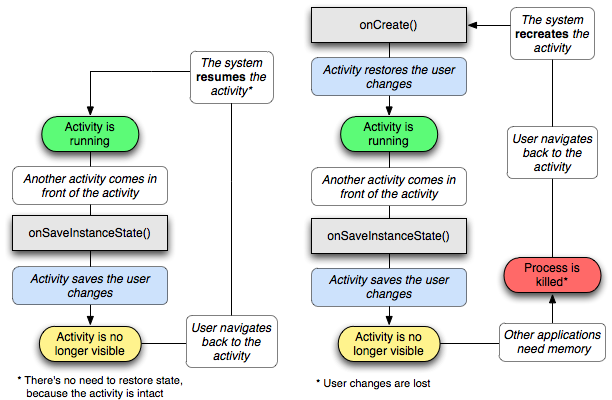 The system
resumes the
activity*
Activity is
running
Another activity comes in
front of the activity
onSaveInstanceState()
Activity saves the user
changes
Activity is no
longer visible
User navigates
back to the
activity
* There's no need to restore state,
because the activity is intact
onCreate()
The system
recreates the
activity
Activity restores the user
changes
Activity is
running
User navigates
back to the
activity
Another activity comes in
front of the activity
onSaveInstanceState()
Activity saves the user
changes
Process is
killed*
Activity is no
longer visible
Other applications
need memory
* User changes are lost